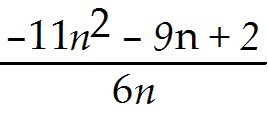 –11n² – 9n + 2
6n